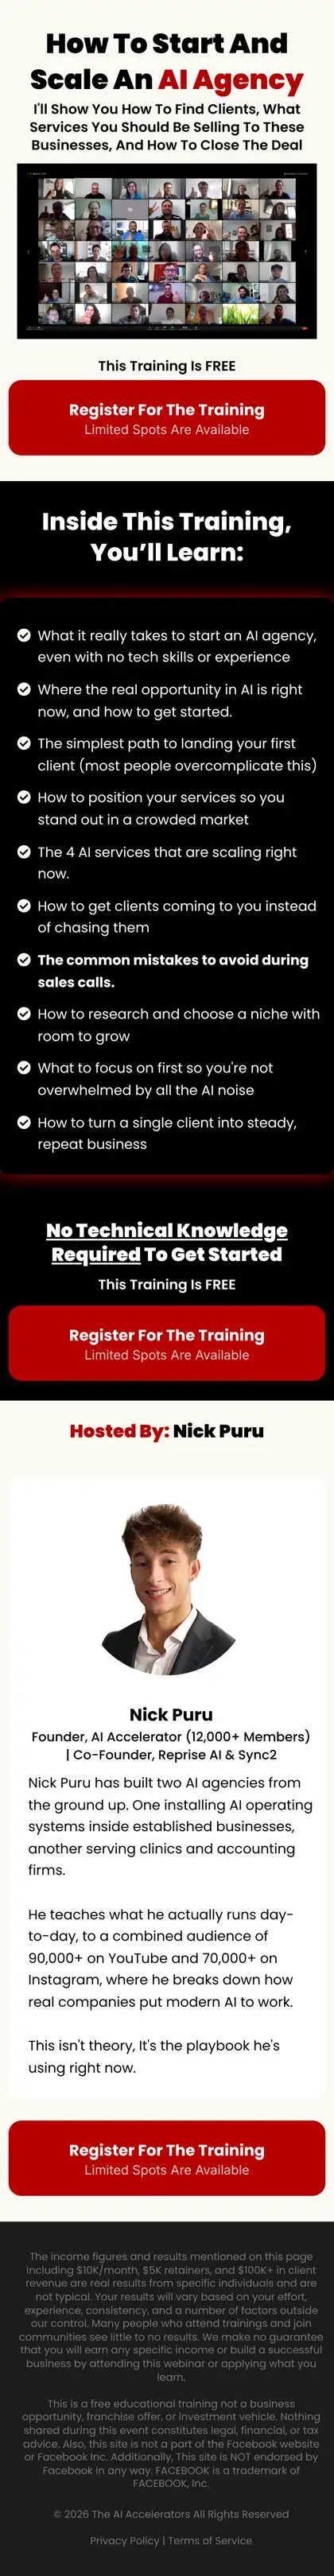 How To Start And
Scale An AI Agency
I'll Show You How To Find Clients, What
Services You Should Be Selling To These
Businesses, And How To Close The Deal
This Training Is FREE
Register For The Training
Limited Spots Are Available
Inside This Training,
You'll Learn:
What it really takes to start an AI agency,
even with no tech skills or experience
Where the real opportunity in AI is right
now, and how to get started.
The simplest path to landing your first
client (most people overcomplicate this)
How to position your services so you
stand out in a crowded market
The 4 AI services that are scaling right
now.
How to get clients coming to you instead
of chasing them
The common mistakes to avoid during
sales calls.
How to research and choose a niche with
room to grow
What to focus on first so you're not
overwhelmed by all the AI noise
How to turn a single client into steady,
repeat business
No Technical Knowledge
Required To Get Started
This Training Is FREE
Register For The Training
Limited Spots Are Available
Hosted By: Nick Puru
Nick Puru
Founder, AI Accelerator (12,000+ Members)
| Co-Founder, Reprise AI & Sync2
Nick Puru has built two AI agencies from
the ground up. One installing AI operating
systems inside established businesses,
another serving clinics and accounting
firms.
He teaches what he actually runs day-
to-day, to a combined audience of
90,000+ on YouTube and 70,000+ on
Instagram, where he breaks down how
real companies put modern AI to work.
This isn't theory, It's the playbook he's
using right now.
Register For The Training
Limited Spots Are Available
The income figures and results mentioned on this page
including $10K/month, $5K retainers, and $100K+ in client
revenue are real results from specific individuals and are
not typical. Your results will vary based on your effort,
experience, consistency, and a number of factors outside
our control. Many people who attend trainings and join
communities see little to no results. We make no guarantee
that you will earn any specific income or build a successful
business by attending this webinar or applying what you
learn.
This is a free educational training not a business
opportunity, franchise offer, or investment vehicle. Nothing
shared during this event constitutes legal, financial, or tax
advice. Also, this site is not a part of the Facebook website
or Facebook Inc. Additionally, This site is NOT endorsed by
Facebook in any way. FACEBOOK is a trademark of
FACEBOOK, Inc.
© 2026 The AI Accelerators All Rights Reserved
Privacy Policy | Terms of Service